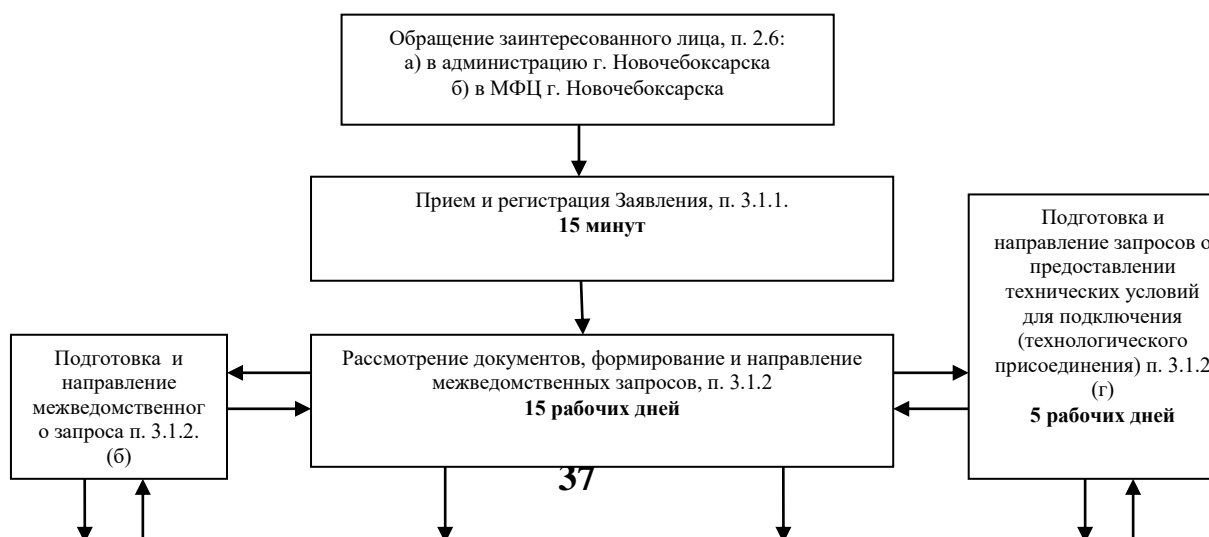 Обращение заинтересованного лица, п. 2.6:
а) в администрацию г. Новочебоксарска
б) в МФЦ г. Новочебоксарска
Прием и регистрация Заявления, п. 3.1.1.
15 минут
Подготовка и
направление запросов о
предоставлении
технических условий
для подключения
(технологического
присоединения) п. 3.1.2
(г)
5 рабочих дней
Подготовка и
направление
межведомственног
о запроса п. 3.1.2.
(б)
Рассмотрение документов, формирование и направление
межведомственных запросов, п. 3.1.2
15 рабочих дней
37